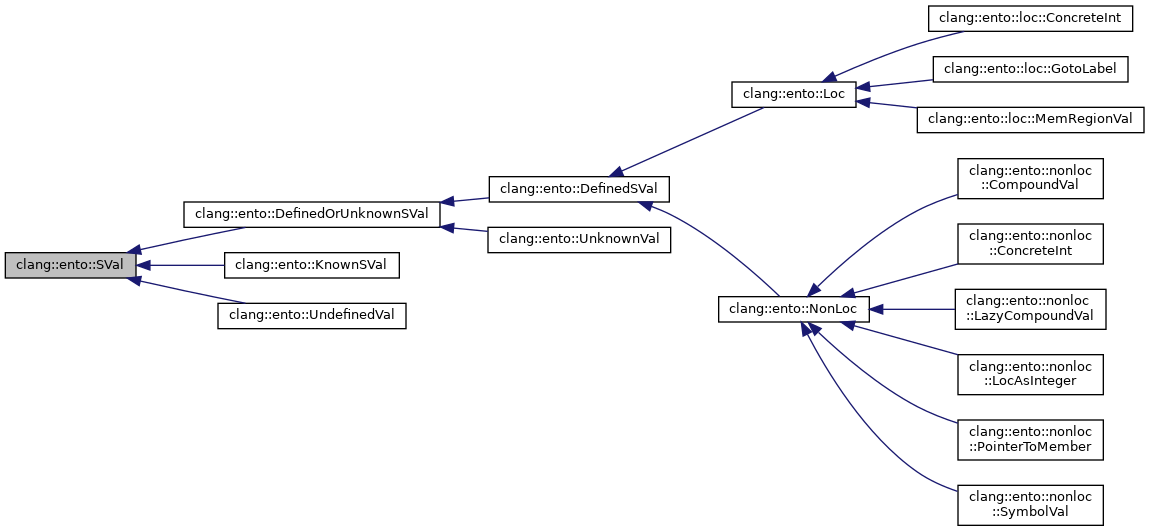 clang::ento::loc::ConcreteInt
clang::ento::loc::GotoLabel
clang::ento::Loc
clang::ento::loc::MemRegionVal
clang::ento::nonloc
::CompoundVal
clang::ento::DefinedSVal
clang::ento::DefinedOrUnknownSVal
clang::ento::UnknownVal
clang::ento::nonloc
::ConcreteInt
clang::ento::SVal
clang::ento::KnownSVal
clang::ento::nonloc
::LazyCompoundVal
clang::ento::NonLoc
clang::ento::UndefinedVal
clang::ento::nonloc
::LocAsInteger
clang::ento::nonloc
::PointerToMember
clang::ento::nonloc
::SymbolVal